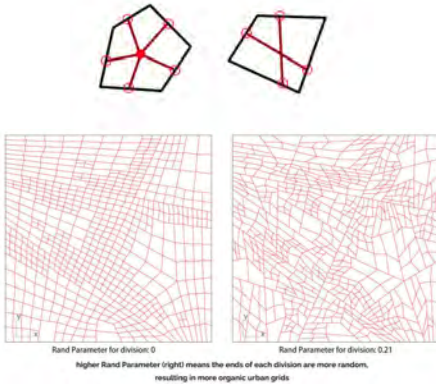 y
x
y
x
Rand Parameter for division: 0
Rand Parameter for division: 0.21
higher Rand Parameter (right) means the ends of each division are more random,
resulting in more organic urban grids